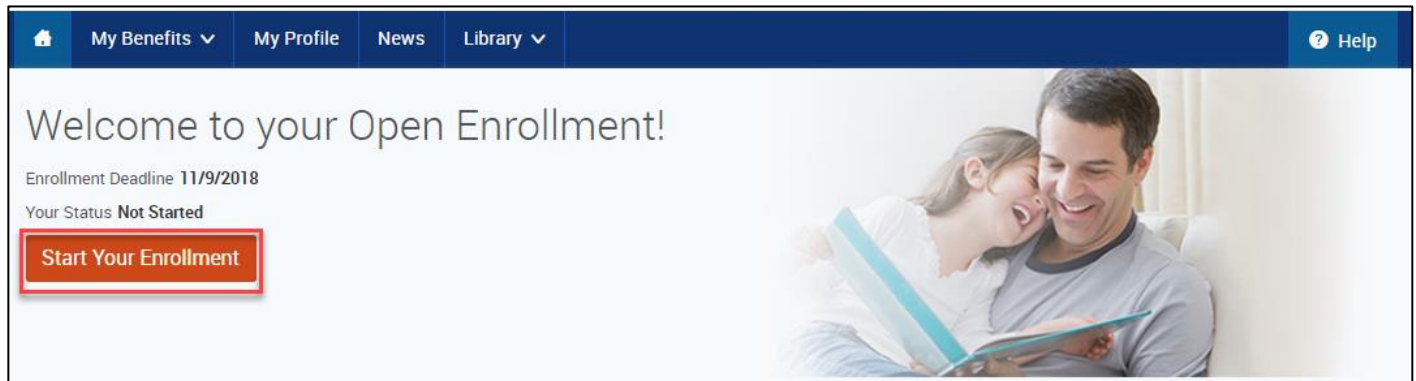 My Benefits My Profile News Library Help
Welcome to your Open Enrollment!
Enrollment Deadline 11/9/2018
Your Status Not Started
Start Your Enrollment